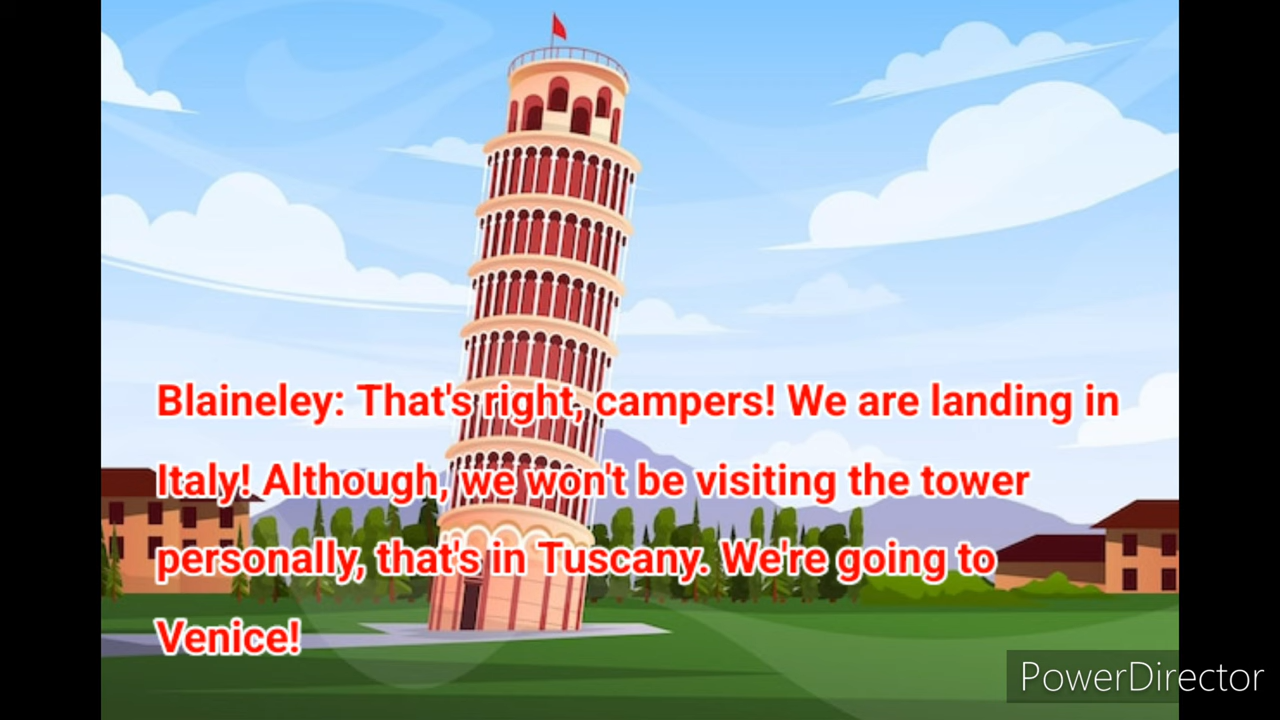 Blaineley: That's right, campers! We are landing in
Italy! Although, we won't be visiting the tower
personally, that's in Tuscany. We're going to
Venice!
PowerDirector